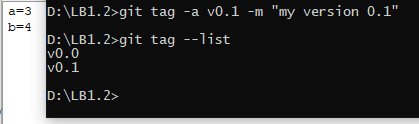 a=3
b=4
D:\LB1.2>git tag -a v0.1 -m "my version 0.1"
D:\LB1.2>git tag --list
v0.0
v0.1
D:\LB1.2>